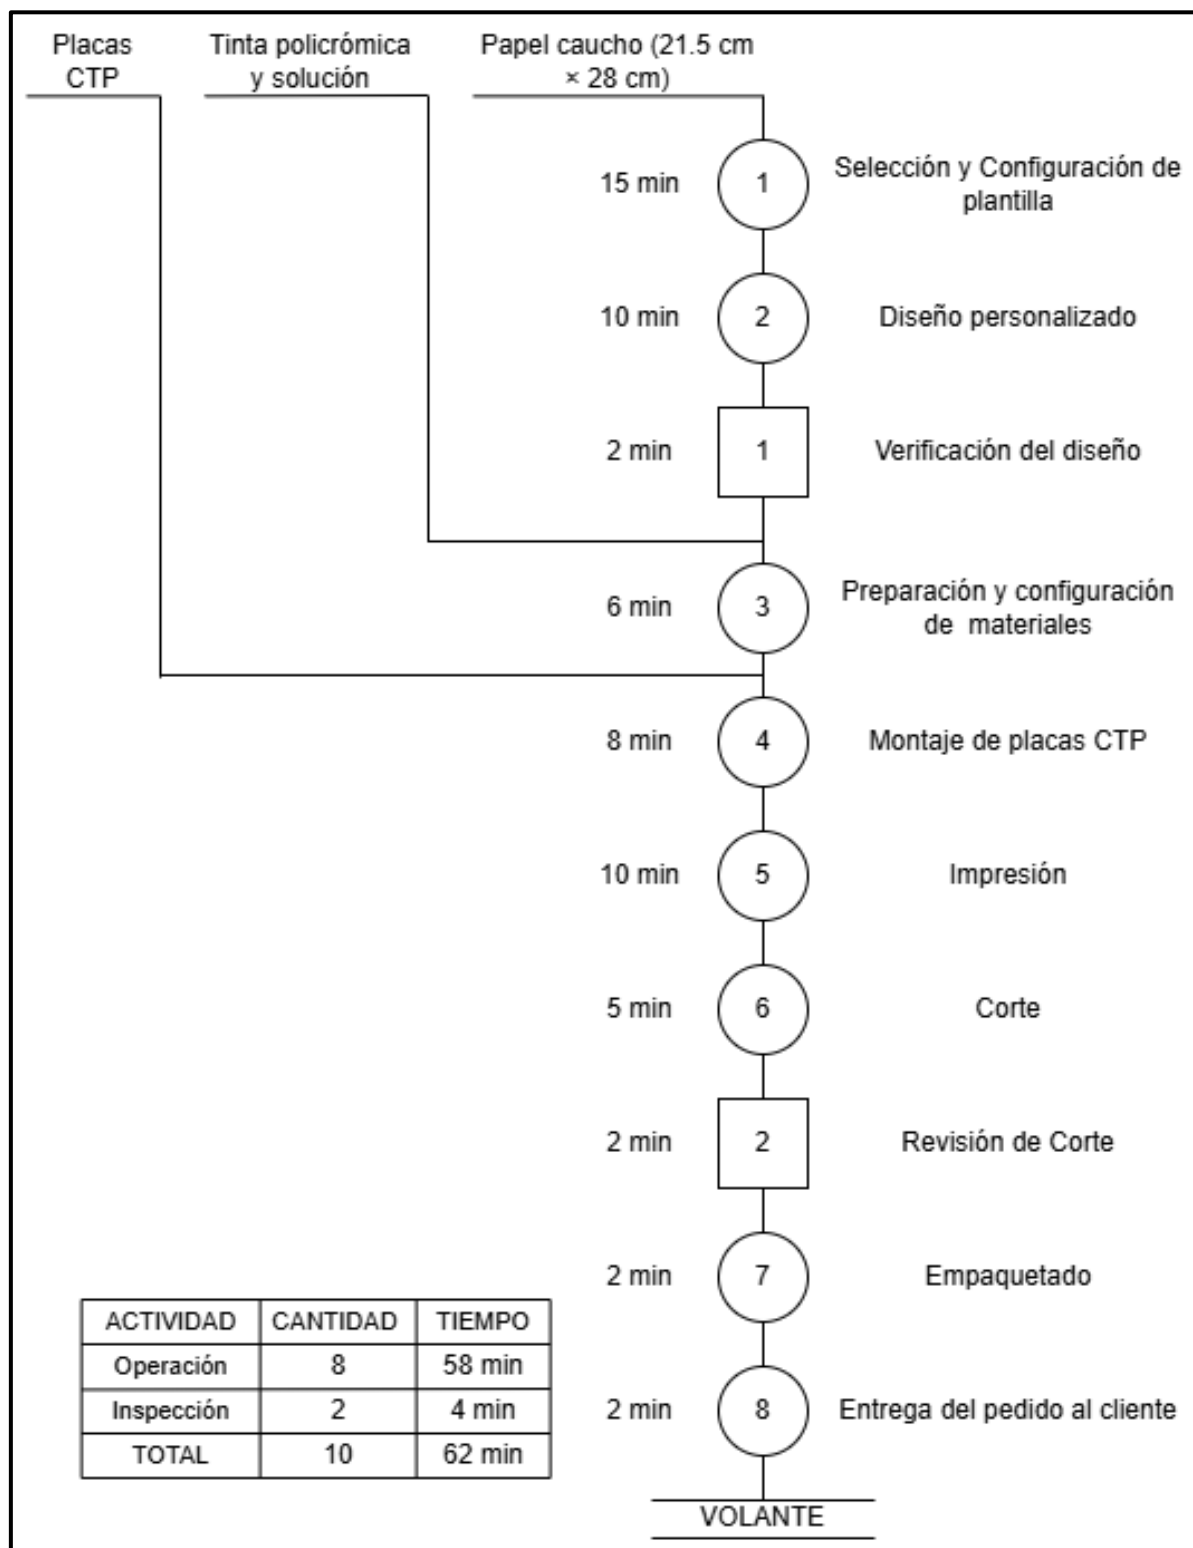 Placas
CTP
Tinta policrómica
y solución
Papel caucho (21.5 cm
× 28 cm)
15 min
1
Selección y Configuración de
plantilla
10 min
2
Diseño personalizado
2 min
1
Verificación del diseño
6 min
3
Preparación y configuración
de materiales
8 min
4
Montaje de placas CTP
10 min
5
Impresión
5 min
6
Corte
2 min
2
Revisión de Corte
2 min
7
Empaquetado
2 min
8
Entrega del pedido al cliente
ACTIVIDAD CANTIDAD TIEMPO
Operación 8 58 min
Inspección 2 4 min
TOTAL 10 62 min
VOLANTE